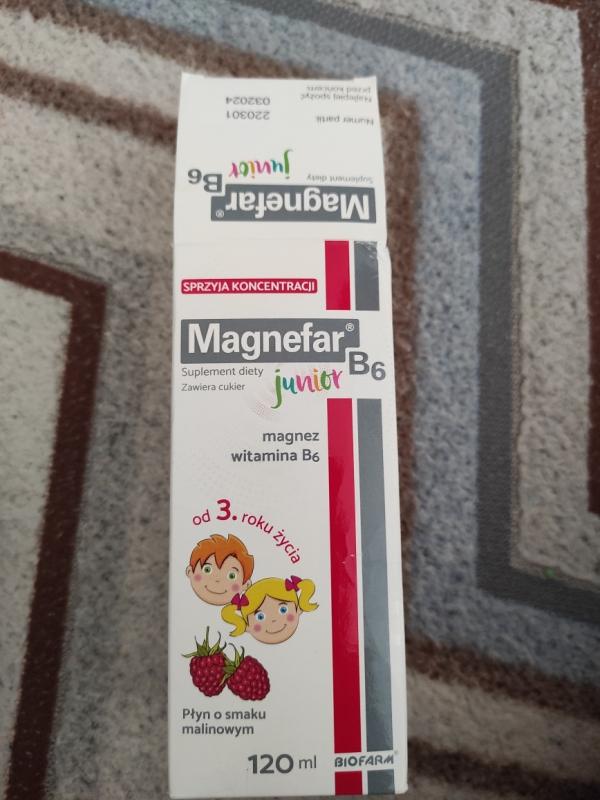 Najlepiej spożyć
przed końcem:
032024
Numer partii:
220301
Suplement diety
Magnefar®
B6
junior
SPRZYJA KONCENTRACJI
Magnefar®
B6
Suplement diety
junior
Zawiera cukier
magnez
witamina B6
od 3. roku życia
Płyn o smaku
malinowym
120 ml
BIOFARM®